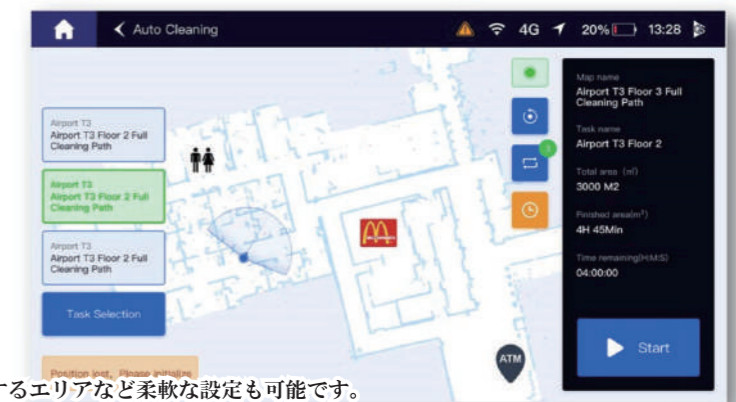 Auto Cleaning
4G
20%
13:28
Airport T3
Airport T3 Floor 2 Full
Cleaning Path
Airport T3
Airport T3 Floor 2 Full
Cleaning Path
Airport T3
Airport T3 Floor 2 Full
Cleaning Path
Task Selection
Position lost, Please initialize
ATM
Map name
Airport T3 Floor 3 Full
Cleaning Path
Task name
Airport T3 Floor 2
Total area (㎡)
3000 M2
Finished area(m²)
4H 45Min
Time remaining(H:M:S)
04:00:00
Start
するエリアなど柔軟な設定も可能です。